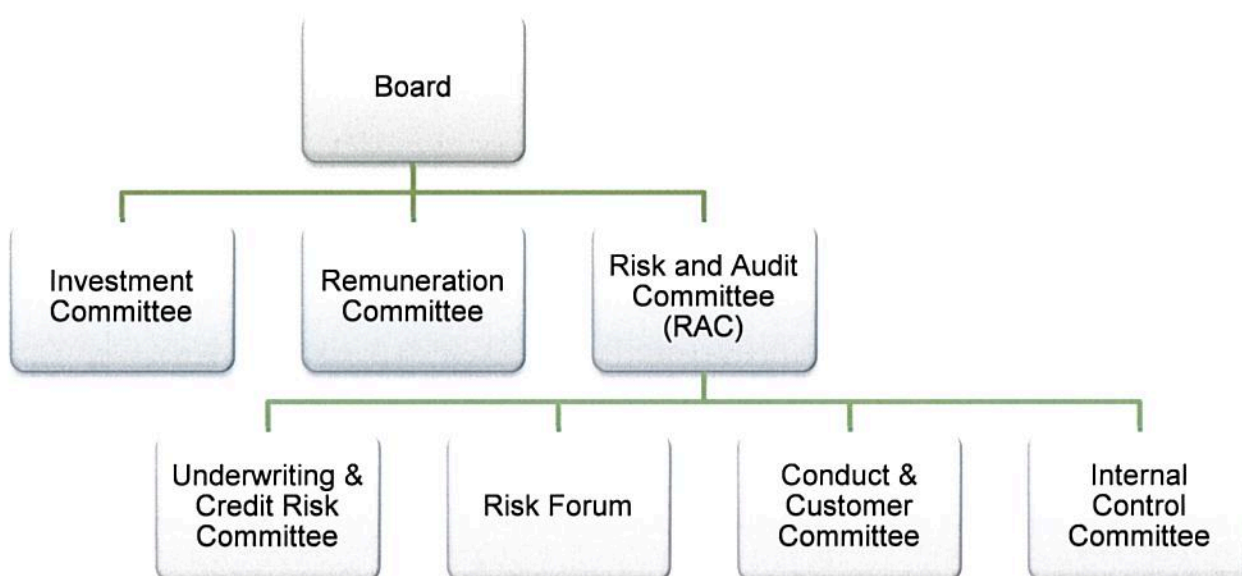 Board
Investment
Committee
Remuneration
Committee
Risk and Audit
Committee
(RAC)
Underwriting &
Credit Risk
Committee
Risk Forum
Conduct &
Customer
Committee
Internal
Control
Committee